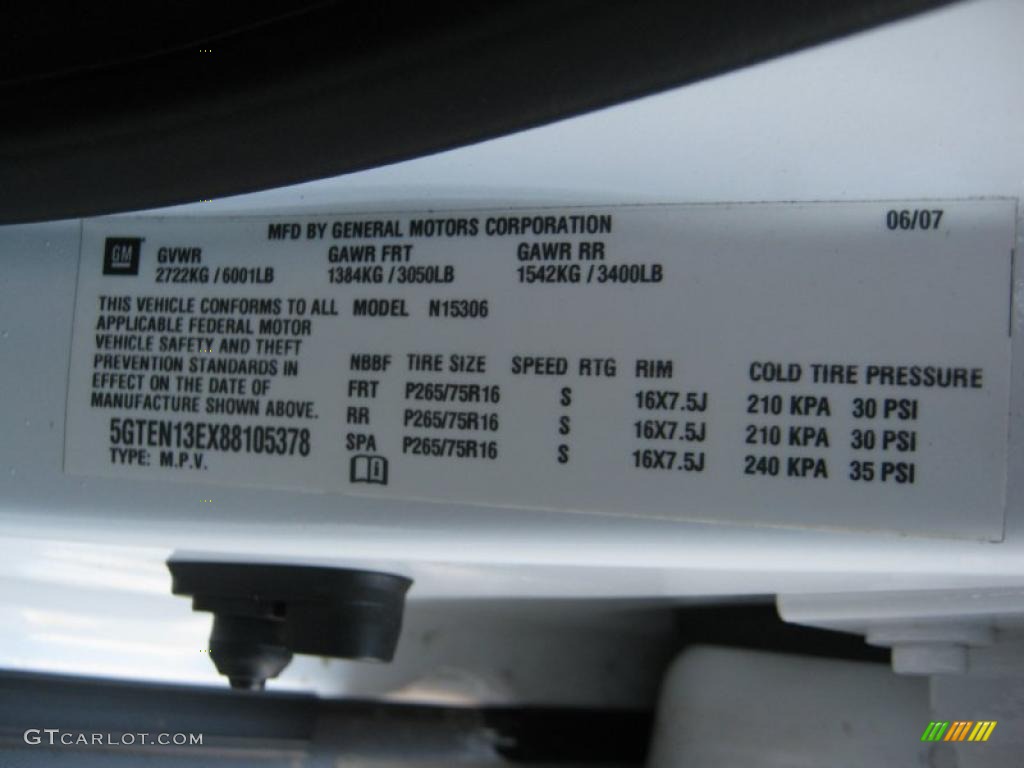 MFD BY GENERAL MOTORS CORPORATION 06/07
GM GVWR GAWR FRT GAWR RR
2722KG / 6001LB 1384KG / 3050LB 1542KG / 3400LB
THIS VEHICLE CONFORMS TO ALL MODEL N15306
APPLICABLE FEDERAL MOTOR
VEHICLE SAFETY AND THEFT
PREVENTION STANDARDS IN
EFFECT ON THE DATE OF
MANUFACTURE SHOWN ABOVE.
5GTEN13EX88105378
TYPE: M.P.V.
NBBF TIRE SIZE SPEED RTG RIM COLD TIRE PRESSURE
FRT P265/75R16 S 16X7.5J 210 KPA 30 PSI
RR P265/75R16 S 16X7.5J 210 KPA 30 PSI
SPA P265/75R16 S 16X7.5J 240 KPA 35 PSI
GTCARLOT.COM